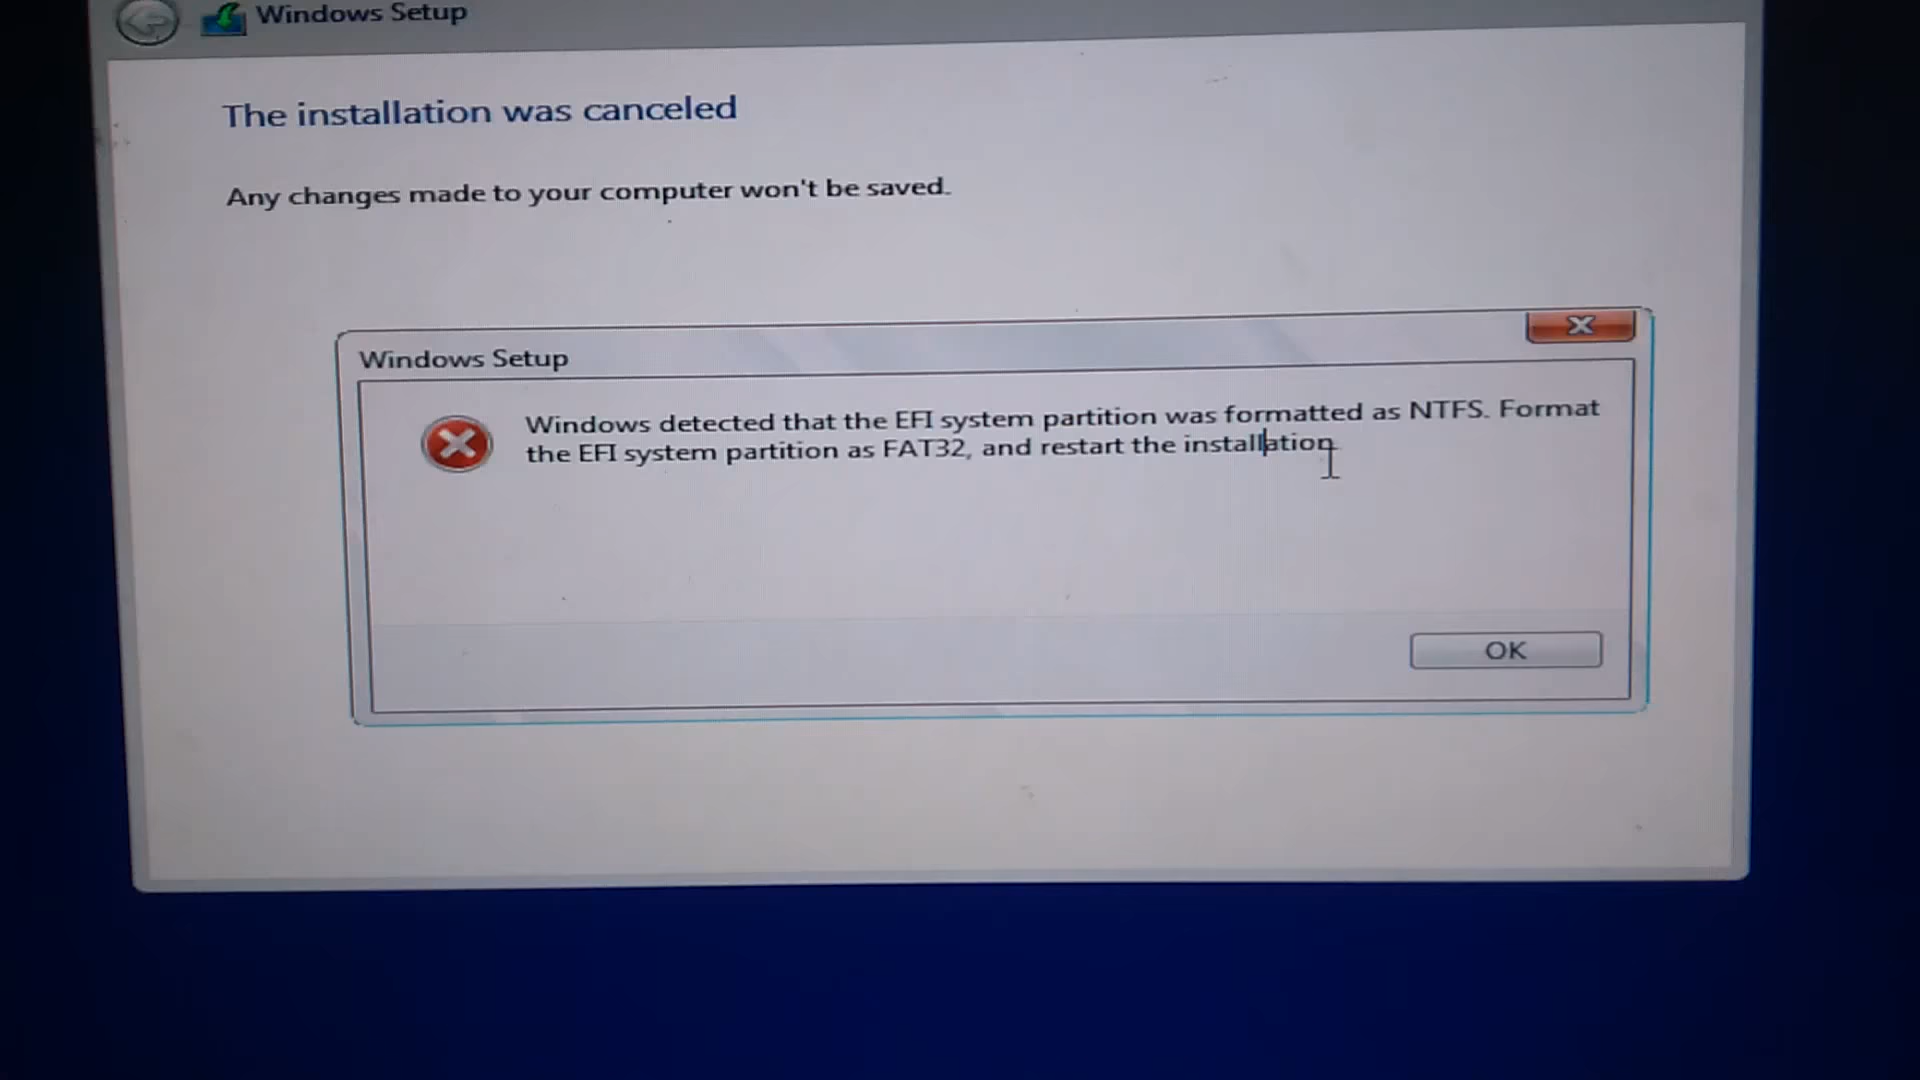 Windows Setup
The installation was canceled
Any changes made to your computer won't be saved.
Windows Setup
Windows detected that the EFI system partition was formatted as NTFS. Format
the EFI system partition as FAT32, and restart the installation.
OK